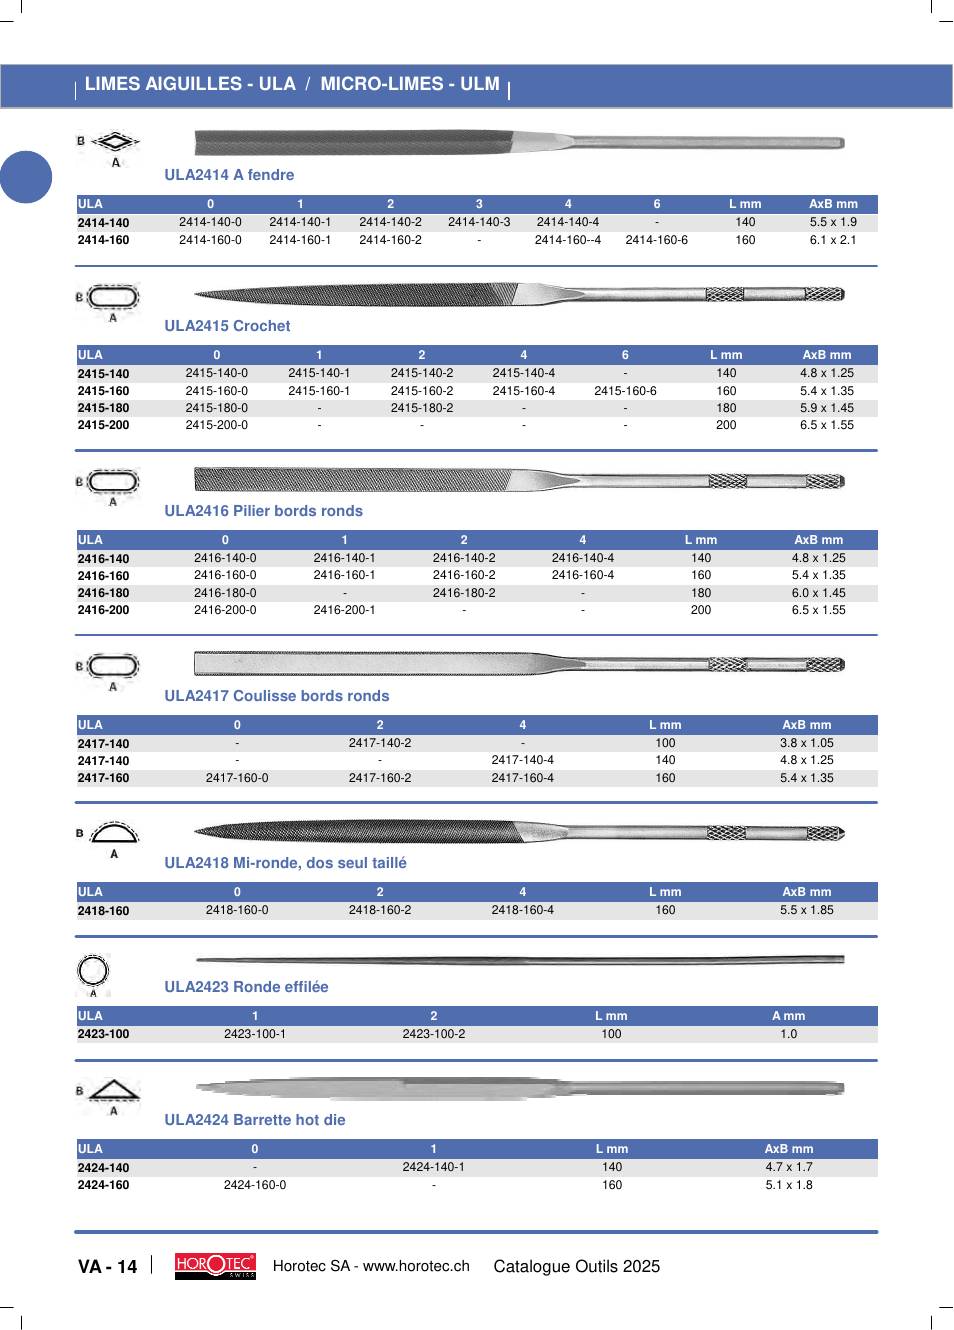 LIMES AIGUILLES - ULA / MICRO-LIMES - ULM
B
A
ULA2414 A fendre
ULA 0 1 2 3 4 6 L mm AxB mm
2414-140 2414-140-0 2414-140-1 2414-140-2 2414-140-3 2414-140-4 - 140 5.5 x 1.9
2414-160 2414-160-0 2414-160-1 2414-160-2 - 2414-160--4 2414-160-6 160 6.1 x 2.1
B
A
ULA2415 Crochet
ULA 0 1 2 4 6 L mm AxB mm
2415-140 2415-140-0 2415-140-1 2415-140-2 2415-140-4 - 140 4.8 x 1.25
2415-160 2415-160-0 2415-160-1 2415-160-2 2415-160-4 2415-160-6 160 5.4 x 1.35
2415-180 2415-180-0 - 2415-180-2 - - 180 5.9 x 1.45
2415-200 2415-200-0 - - - - 200 6.5 x 1.55
B
A
ULA2416 Pilier bords ronds
ULA 0 1 2 4 L mm AxB mm
2416-140 2416-140-0 2416-140-1 2416-140-2 2416-140-4 140 4.8 x 1.25
2416-160 2416-160-0 2416-160-1 2416-160-2 2416-160-4 160 5.4 x 1.35
2416-180 2416-180-0 - 2416-180-2 - 180 6.0 x 1.45
2416-200 2416-200-0 2416-200-1 - - 200 6.5 x 1.55
B
A
ULA2417 Coulisse bords ronds
ULA 0 2 4 L mm AxB mm
2417-140 - 2417-140-2 - 100 3.8 x 1.05
2417-140 - - 2417-140-4 140 4.8 x 1.25
2417-160 2417-160-0 2417-160-2 2417-160-4 160 5.4 x 1.35
B
A
ULA2418 Mi-ronde, dos seul taillé
ULA 0 2 4 L mm AxB mm
2418-160 2418-160-0 2418-160-2 2418-160-4 160 5.5 x 1.85
A
ULA2423 Ronde effilée
ULA 1 2 L mm A mm
2423-100 2423-100-1 2423-100-2 100 1.0
B
A
ULA2424 Barrette hot die
ULA 0 1 L mm AxB mm
2424-140 - 2424-140-1 140 4.7 x 1.7
2424-160 2424-160-0 - 160 5.1 x 1.8
VA - 14 HOROTEC® SWISS Horotec SA - www.horotec.ch Catalogue Outils 2025